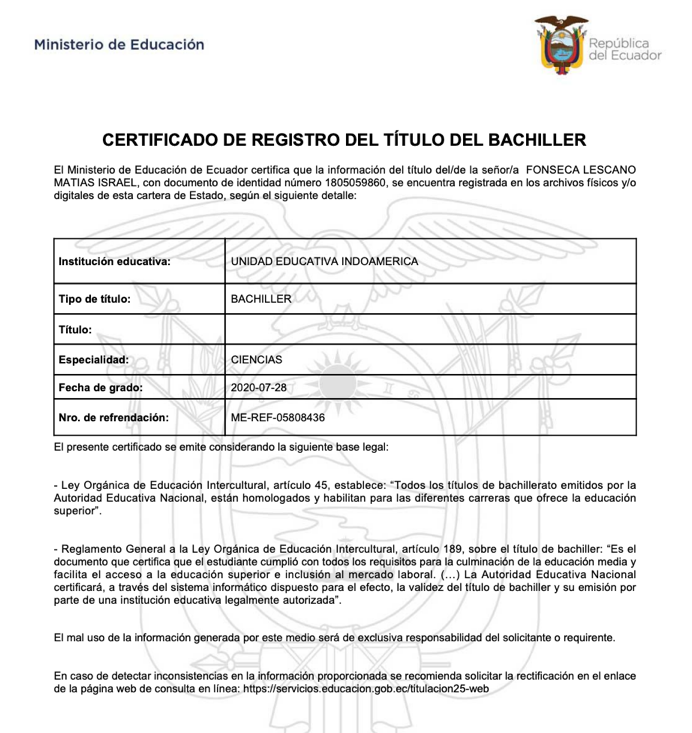 Ministerio de Educación
República
del Ecuador
CERTIFICADO DE REGISTRO DEL TÍTULO DEL BACHILLER
El Ministerio de Educación de Ecuador certifica que la información del título del/de la señor/a FONSECA LESCANO
MATIAS ISRAEL, con documento de identidad número 1805059860, se encuentra registrada en los archivos físicos y/o
digitales de esta cartera de Estado, según el siguiente detalle:
Institución educativa: UNIDAD EDUCATIVA INDOAMERICA
Tipo de título: BACHILLER
Título:
Especialidad: CIENCIAS
Fecha de grado: 2020-07-28
Nro. de refrendación: ME-REF-05808436
El presente certificado se emite considerando la siguiente base legal:
- Ley Orgánica de Educación Intercultural, artículo 45, establece: “Todos los títulos de bachillerato emitidos por la
Autoridad Educativa Nacional, están homologados y habilitan para las diferentes carreras que ofrece la educación
superior”.
- Reglamento General a la Ley Orgánica de Educación Intercultural, artículo 189, sobre el título de bachiller: “Es el
documento que certifica que el estudiante cumplió con todos los requisitos para la culminación de la educación media y
facilita el acceso a la educación superior e inclusión al mercado laboral. (…) La Autoridad Educativa Nacional
certificará, a través del sistema informático dispuesto para el efecto, la validez del título de bachiller y su emisión por
parte de una institución educativa legalmente autorizada”.
El mal uso de la información generada por este medio será de exclusiva responsabilidad del solicitante o requirente.
En caso de detectar inconsistencias en la información proporcionada se recomienda solicitar la rectificación en el enlace
de la página web de consulta en línea: https://servicios.educacion.gob.ec/titulacion25-web